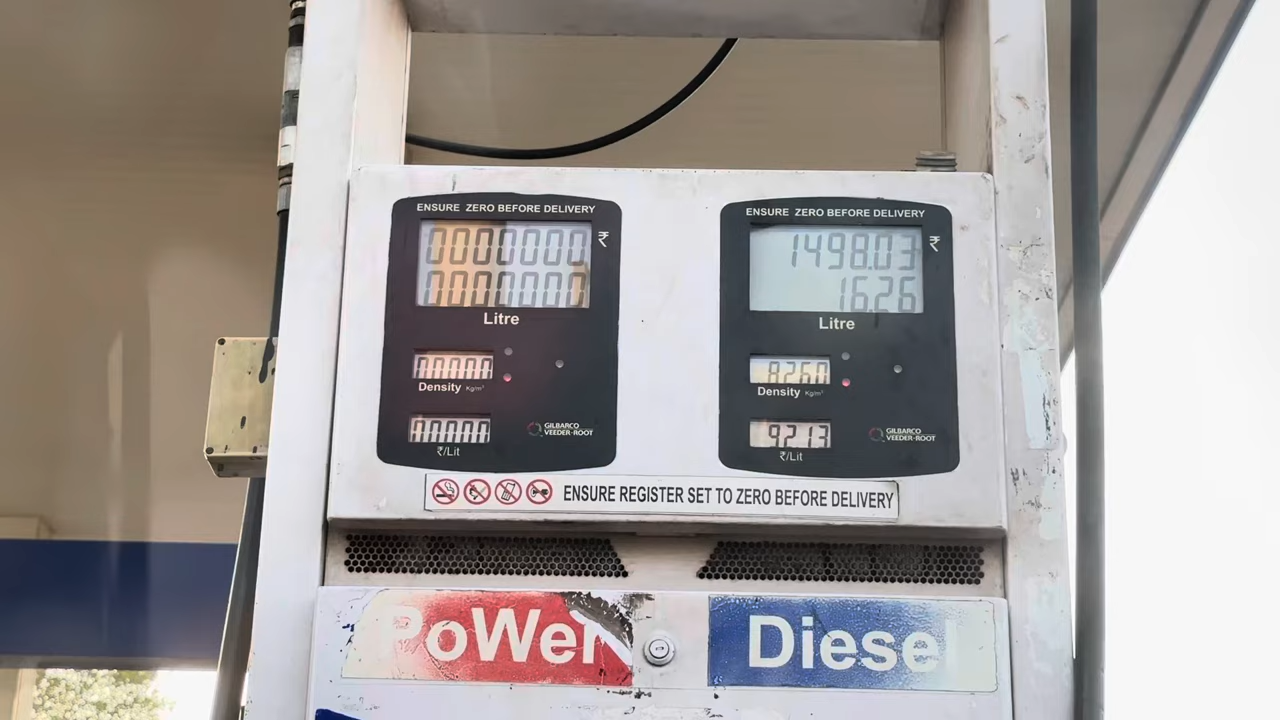 ENSURE ZERO BEFORE DELIVERY
0000000
₹
0000000
Litre
00000
Density Kg/m³
00000
₹/Lit
GILBARCO
VEEDER-ROOT
ENSURE ZERO BEFORE DELIVERY
1498.03
₹
16.26
Litre
826.0
Density Kg/m³
92.13
₹/Lit
GILBARCO
VEEDER-ROOT
ENSURE REGISTER SET TO ZERO BEFORE DELIVERY
PoWer
Diesel